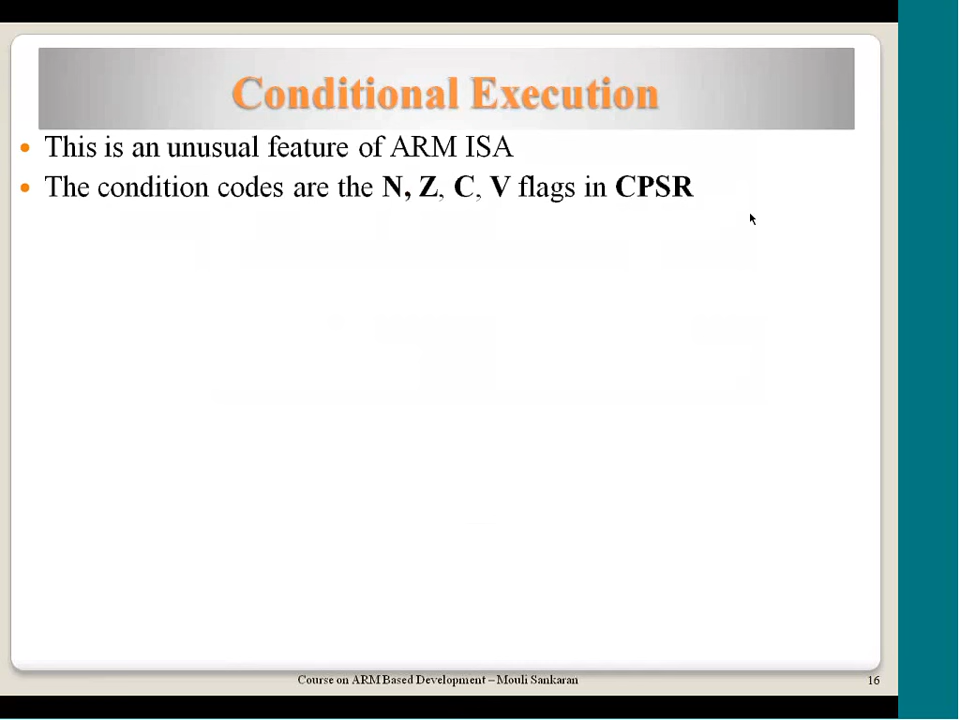 Conditional Execution
• This is an unusual feature of ARM ISA
• The condition codes are the N, Z, C, V flags in CPSR
Course on ARM Based Development – Mouli Sankaran
16